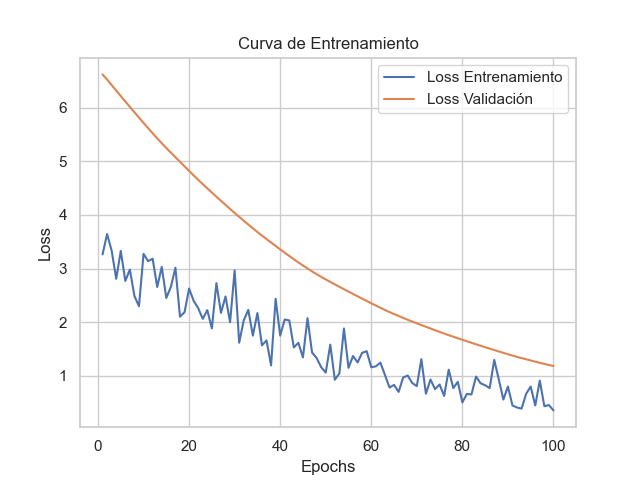 Curva de Entrenamiento
Loss Entrenamiento
Loss Validación
Loss
6
5
4
3
2
1
0 20 40 60 80 100
Epochs